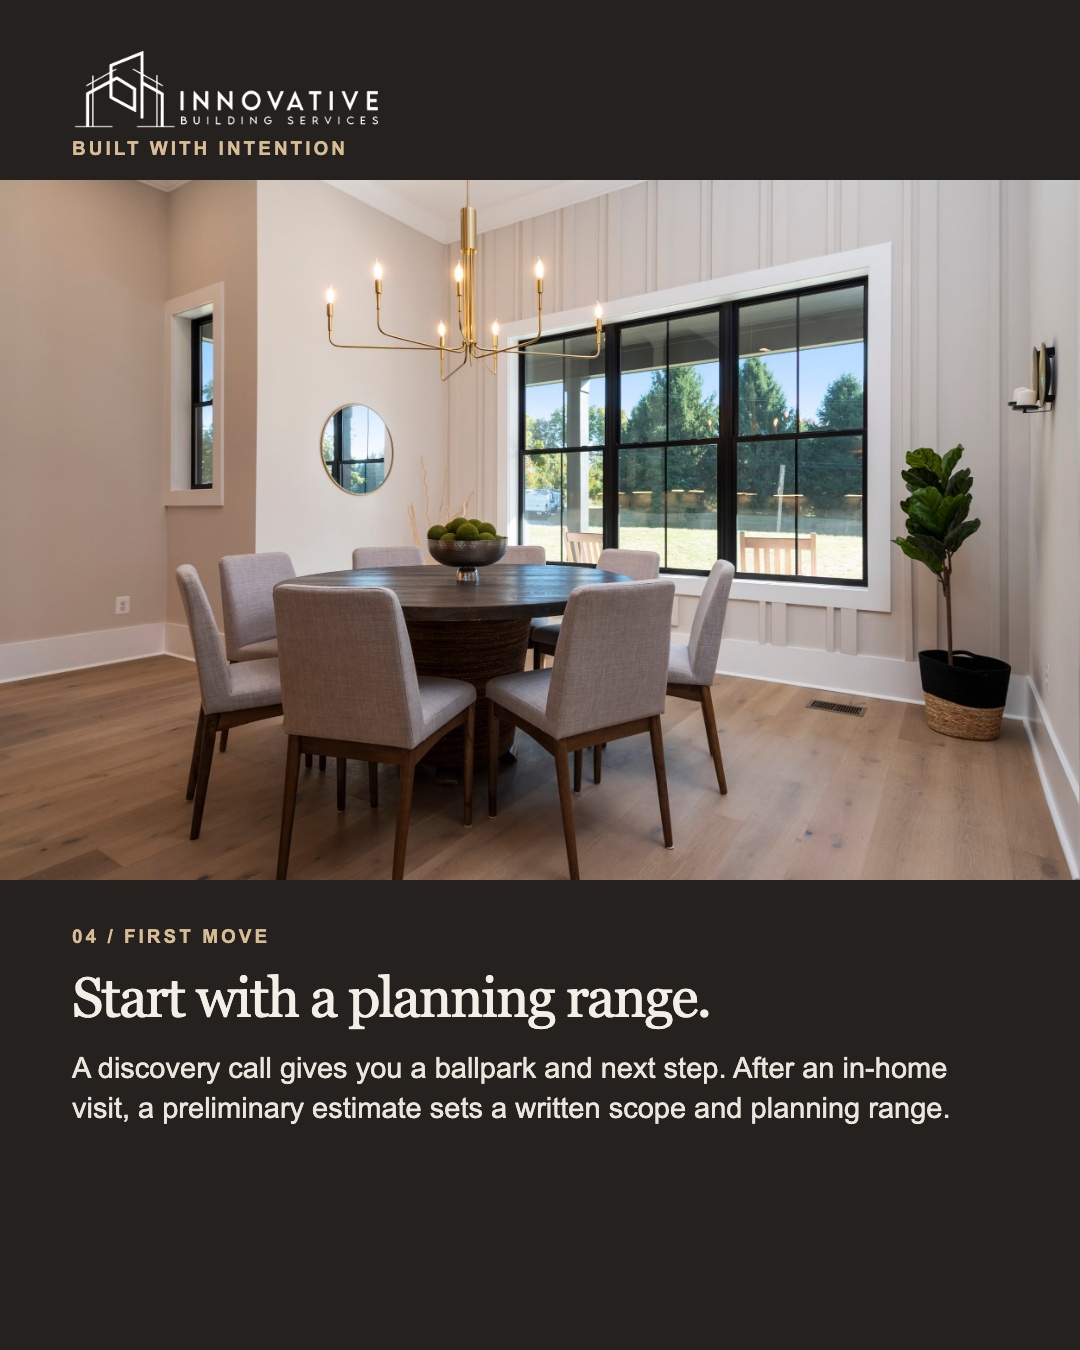 INNOVATIVE
BUILDING SERVICES
BUILT WITH INTENTION
04 / FIRST MOVE
Start with a planning range.
A discovery call gives you a ballpark and next step. After an in-home
visit, a preliminary estimate sets a written scope and planning range.